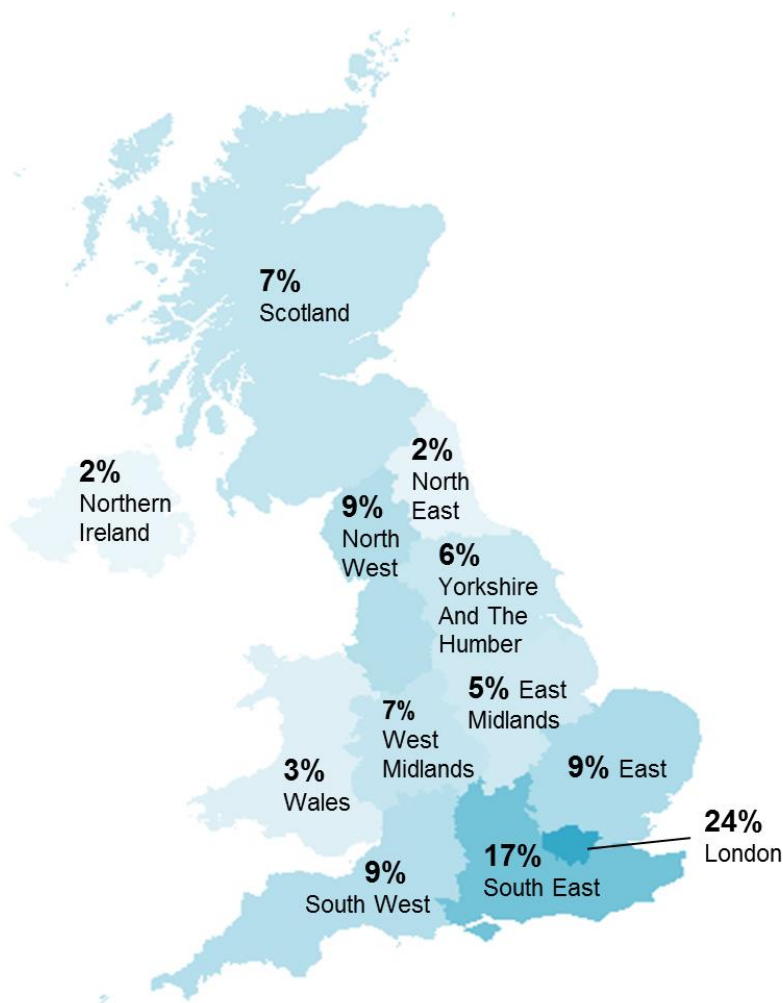 7%
Scotland
2%
Northern
Ireland
2%
North
East
9%
North
West
6%
Yorkshire
And The
Humber
5% East
Midlands
7%
West
Midlands
3%
Wales
9% East
24%
London
17%
South East
9%
South West